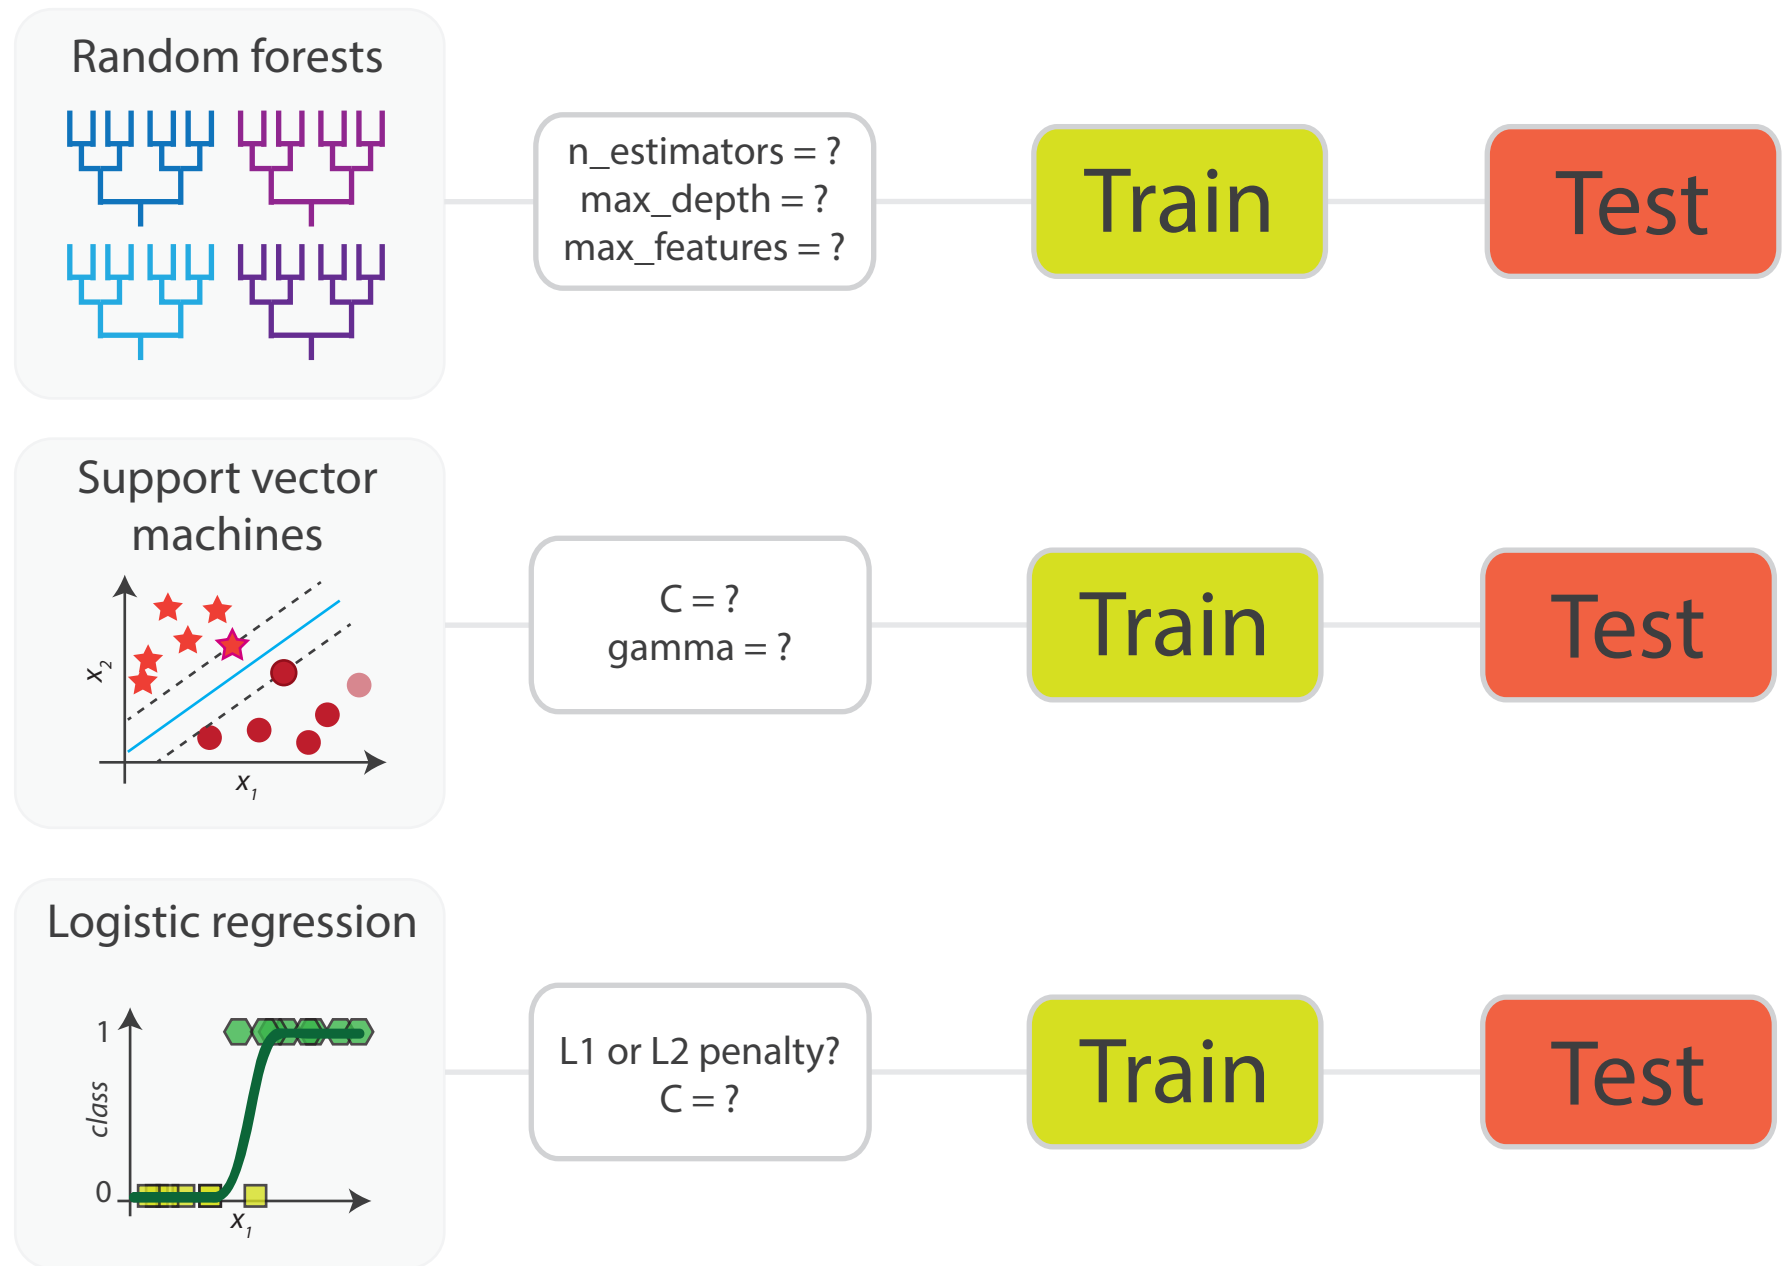 Random forests
n_estimators = ?
max_depth = ?
max_features = ?
Train
Test
Support vector
machines
x2
x1
C = ?
gamma = ?
Train
Test
Logistic regression
1
class
0
x1
L1 or L2 penalty?
C = ?
Train
Test